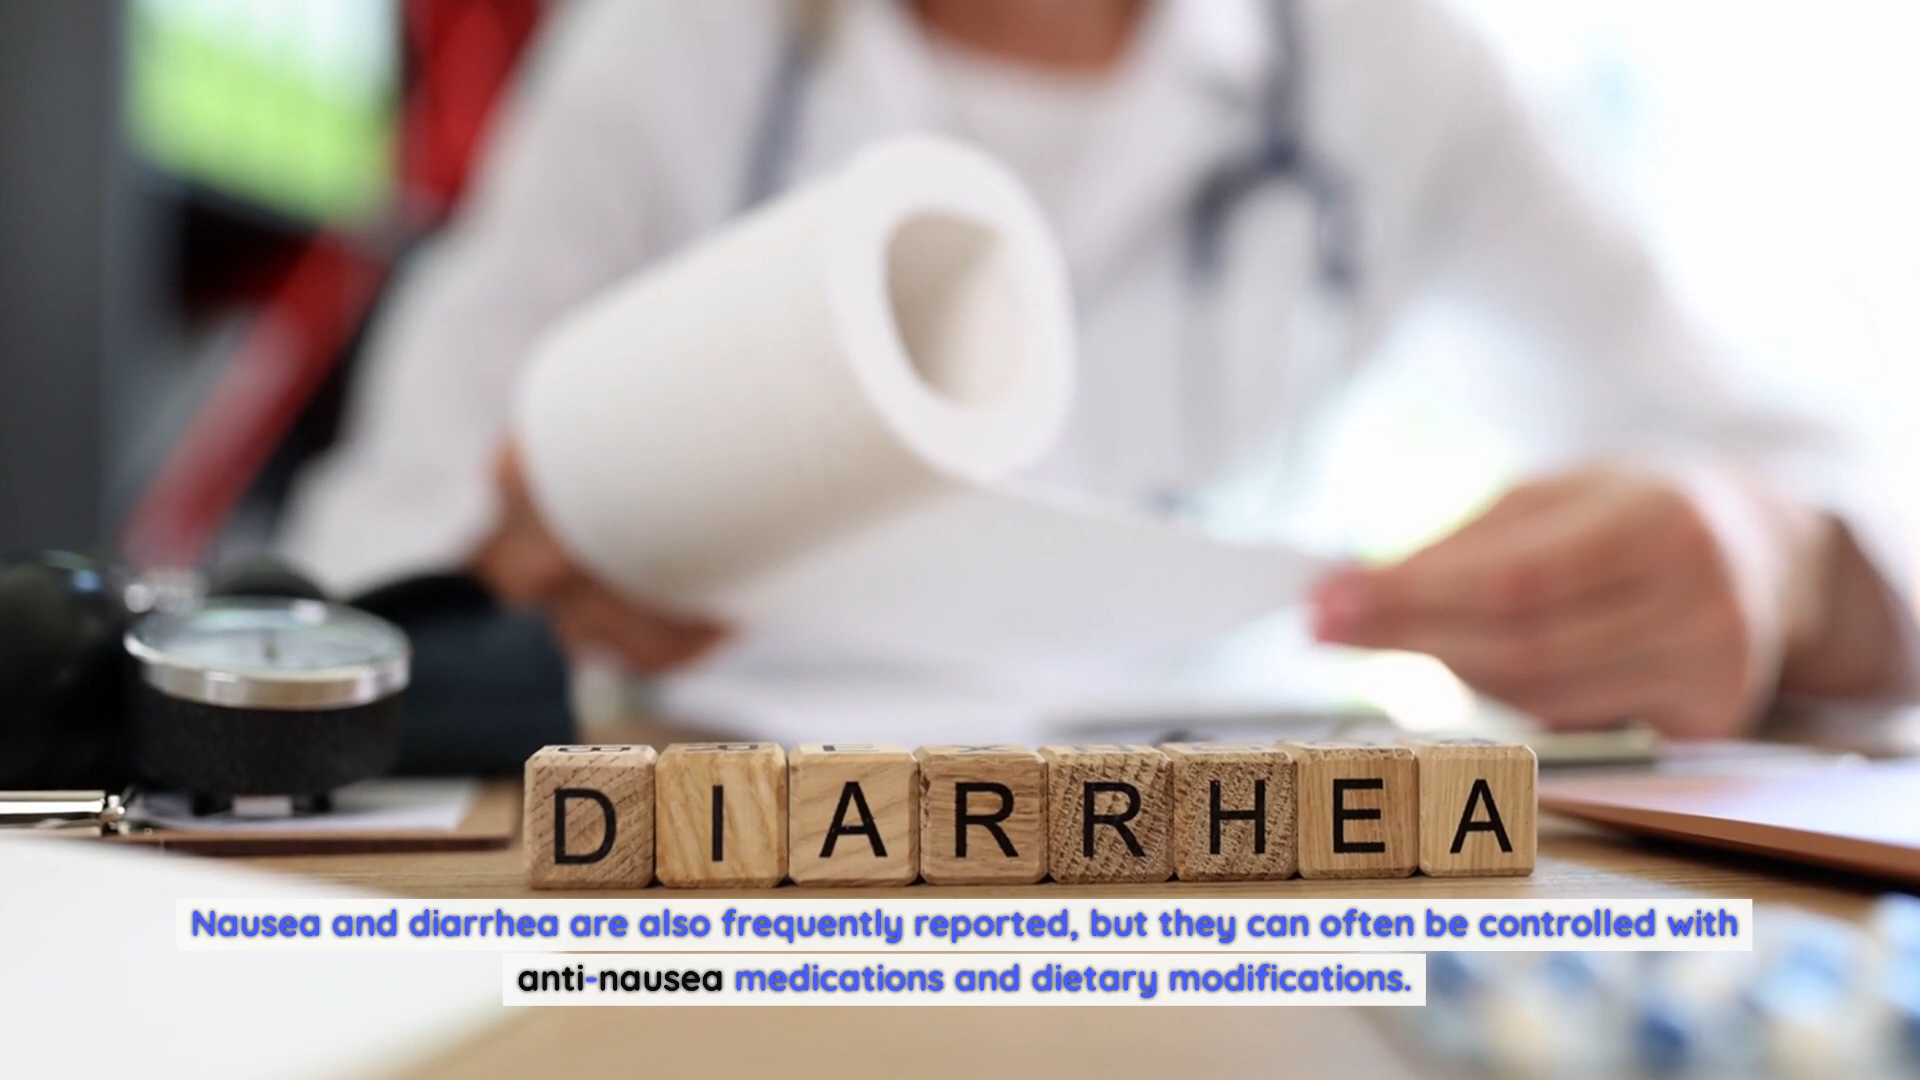 DIARRHEA
Nausea and diarrhea are also frequently reported, but they can often be controlled with
anti-nausea medications and dietary modifications.